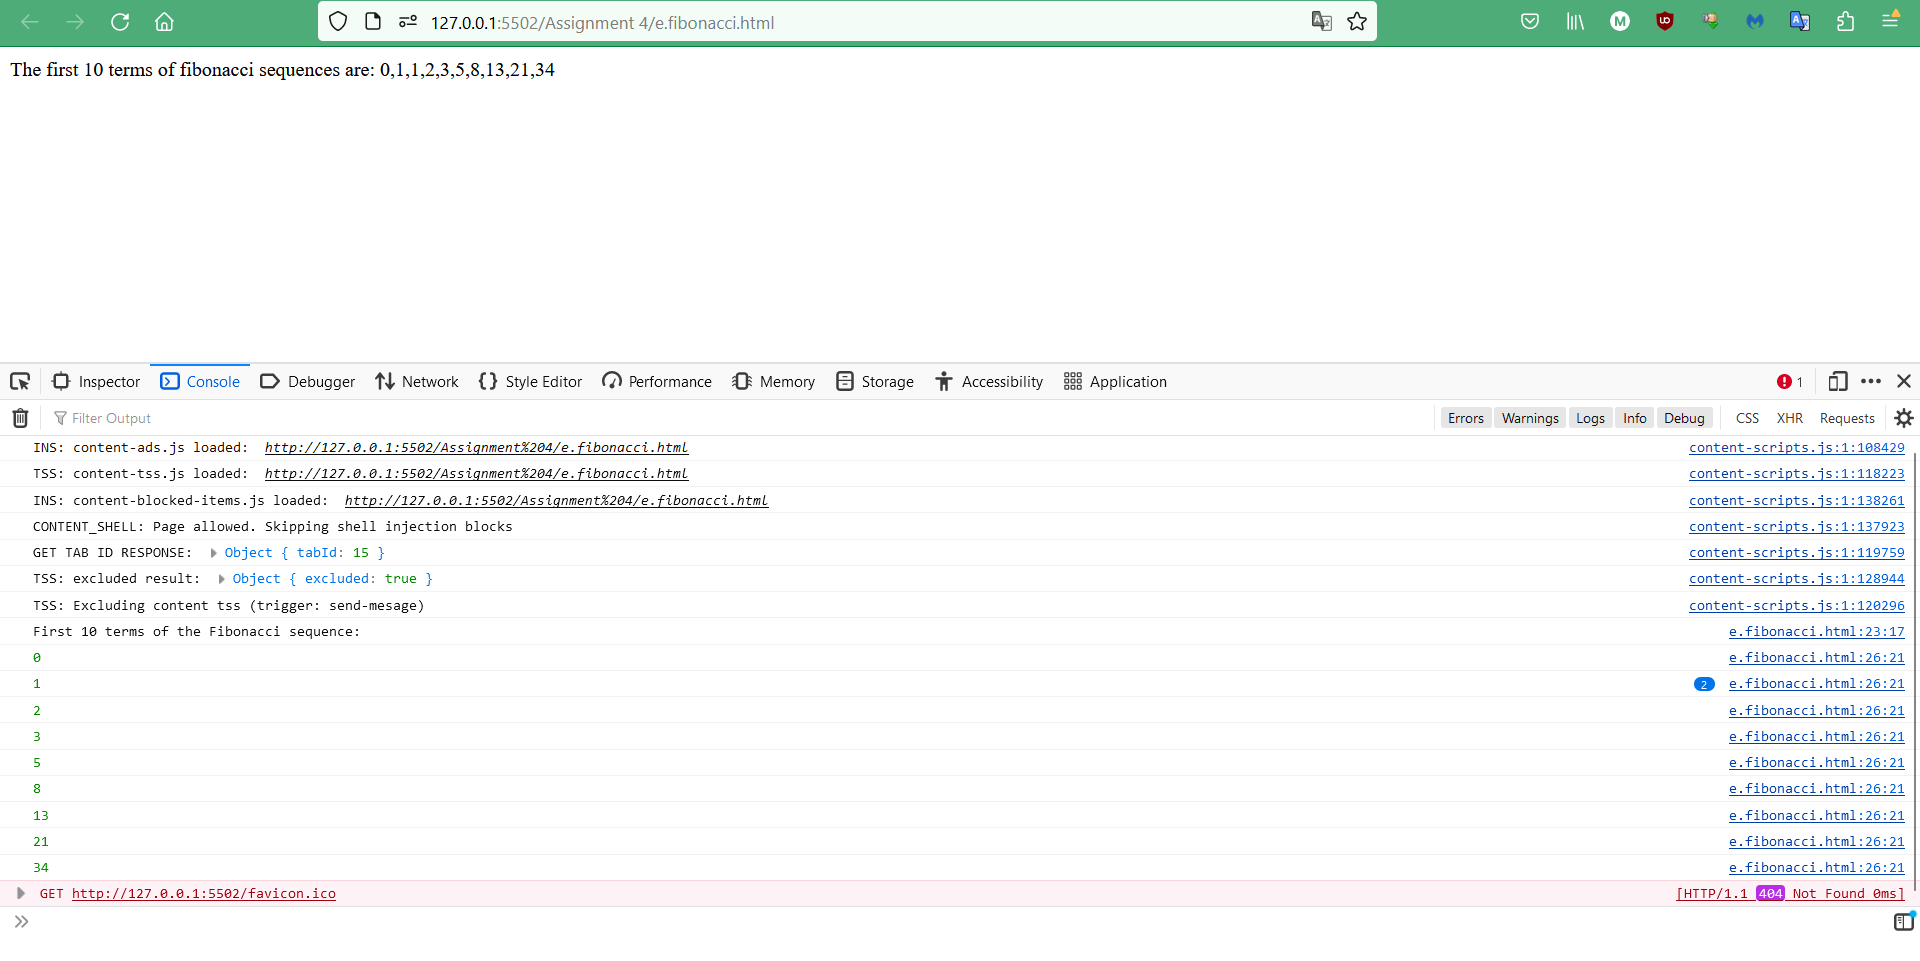 127.0.0.1:5502/Assignment 4/e.fibonacci.html
The first 10 terms of fibonacci sequences are: 0,1,1,2,3,5,8,13,21,34
Inspector Console Debugger Network Style Editor Performance Memory Storage Accessibility Application 1
Filter Output Errors Warnings Logs Info Debug CSS XHR Requests
INS: content-ads.js loaded: http://127.0.0.1:5502/Assignment%204/e.fibonacci.html content-scripts.js:1:108429
TSS: content-tss.js loaded: http://127.0.0.1:5502/Assignment%204/e.fibonacci.html content-scripts.js:1:118223
INS: content-blocked-items.js loaded: http://127.0.0.1:5502/Assignment%204/e.fibonacci.html content-scripts.js:1:138261
CONTENT_SHELL: Page allowed. Skipping shell injection blocks content-scripts.js:1:137923
GET TAB ID RESPONSE: Object { tabId: 15 } content-scripts.js:1:119759
TSS: excluded result: Object { excluded: true } content-scripts.js:1:128944
TSS: Excluding content tss (trigger: send-mesage) content-scripts.js:1:120296
First 10 terms of the Fibonacci sequence: e.fibonacci.html:23:17
0 e.fibonacci.html:26:21
1 2 e.fibonacci.html:26:21
2 e.fibonacci.html:26:21
3 e.fibonacci.html:26:21
5 e.fibonacci.html:26:21
8 e.fibonacci.html:26:21
13 e.fibonacci.html:26:21
21 e.fibonacci.html:26:21
34 e.fibonacci.html:26:21
GET http://127.0.0.1:5502/favicon.ico [HTTP/1.1 404 Not Found 0ms]